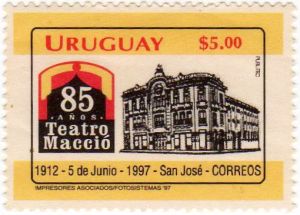 URUGUAY
$5.00
85
AÑOS
Teatro
Macció
1912 - 5 de Junio - 1997 - San José - CORREOS
IMPRESORES ASOCIADOS/FOTOSISTEMAS '97